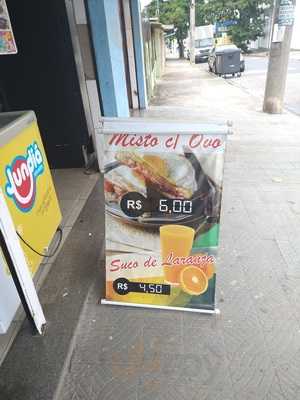 Misto c/ Ovo
R$ 6,00
Suco de Laranja
R$ 4,50
Jundiá